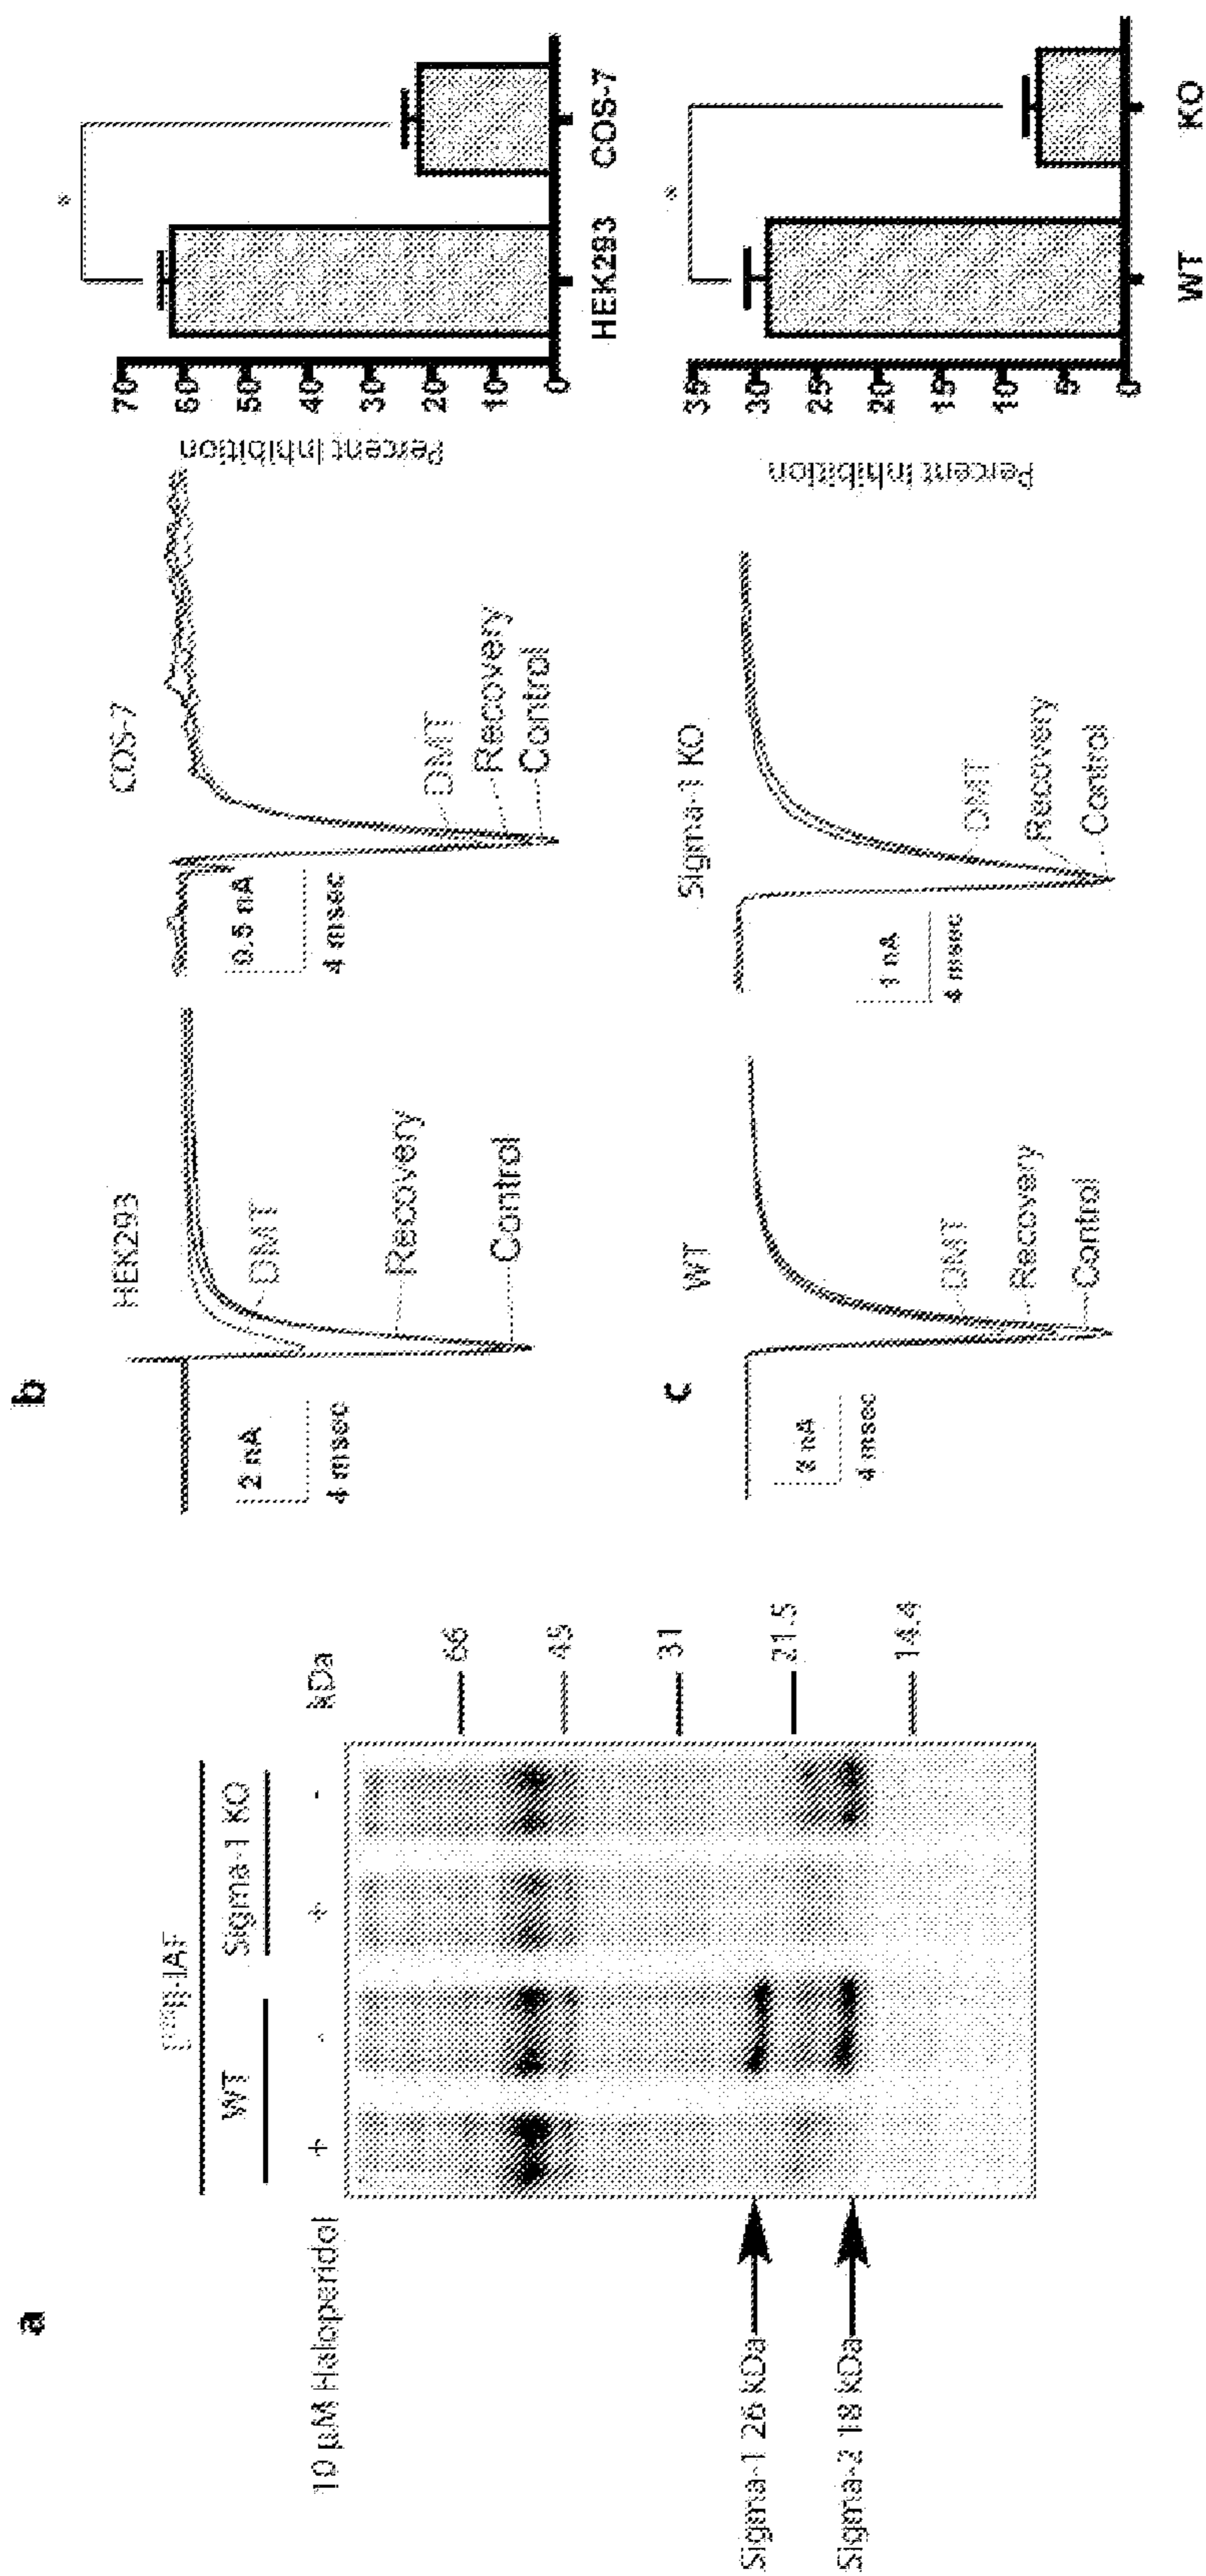 a
[¹²⁵I]-IAF
WT
Sigma-1 KO
10 µM Haloperidol
+
-
+
-
kDa
66
45
31
21.5
14.4
Sigma-1 26 kDa
Sigma-2 18 kDa
b
HEK293
DMT
Recovery
Control
2 nA
4 msec
COS-7
DMT
Recovery
Control
0.5 nA
4 msec
Percent Inhibition
70
60
50
40
30
20
10
0
*
HEK293
COS-7
c
WT
DMT
Recovery
Control
4 msec
Sigma-1 KO
DMT
Recovery
Control
1 nA
4 msec
Percent Inhibition
35
30
25
20
15
10
5
0
*
WT
KO